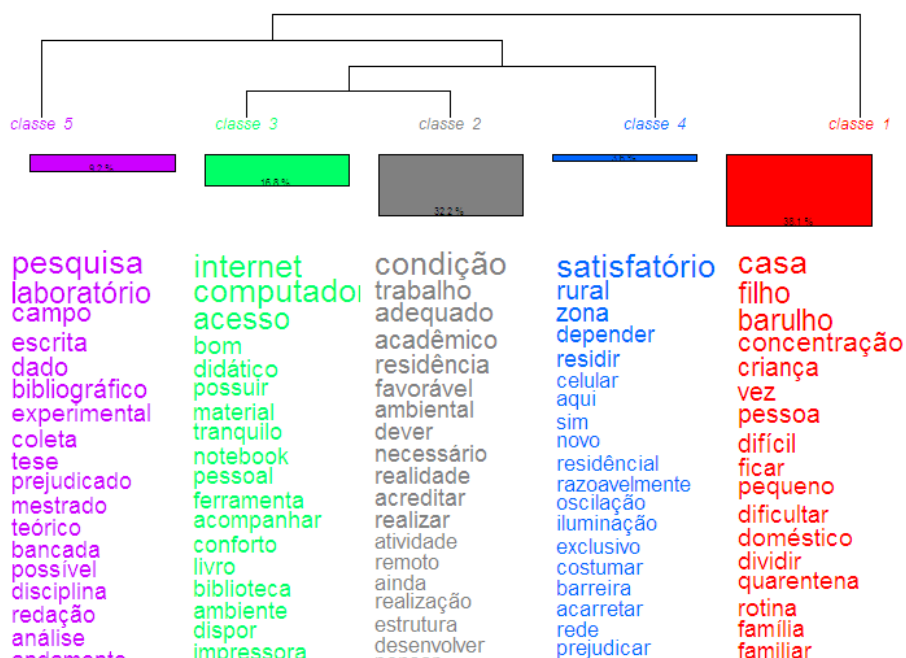 classe 5
classe 3
classe 2
classe 4
classe 1
9.2 %
16.8 %
32.2 %
38.1 %
pesquisa
laboratório
campo
escrita
dado
bibliográfico
experimental
coleta
tese
prejudicado
mestrado
teórico
bancada
possível
disciplina
redação
análise
internet
computador
acesso
bom
didático
possuir
material
tranquilo
notebook
pessoal
ferramenta
acompanhar
conforto
livro
biblioteca
ambiente
dispor
impressora
condição
trabalho
adequado
acadêmico
residência
favorável
ambiental
dever
necessário
realidade
acreditar
realizar
atividade
remoto
ainda
realização
estrutura
desenvolver
satisfatório
rural
zona
depender
residir
celular
aqui
sim
novo
residêncial
razoavelmente
oscilação
iluminação
exclusivo
costumar
barreira
acarretar
rede
prejudicar
casa
filho
barulho
concentração
criança
vez
pessoa
difícil
ficar
pequeno
dificultar
doméstico
dividir
quarentena
rotina
família
familiar